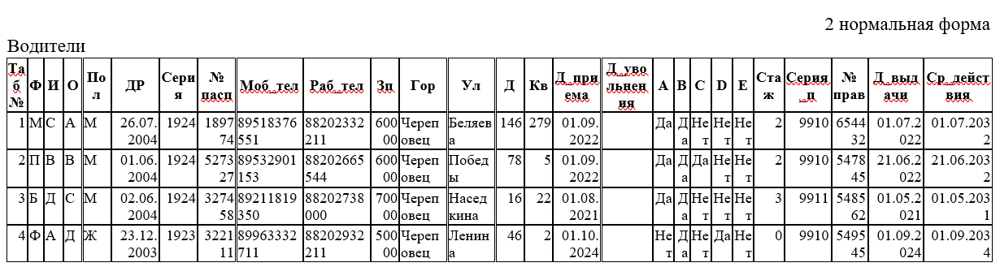 2 нормальная форма
Водители
Таб № Ф И О Пол ДР Серия № пасп Моб_тел Раб_тел Зп Гор Ул Д Кв Д_приема Д_увольнения А В С D Е Стаж Серия_п № прав Д_выдачи Ср_действия
1 М С А М 26.07.2004 1924 189774 89518376551 88202332211 60000 Череповец Беляева 146 279 01.09.2022 Да Да Нет Нет Нет 2 9910 654432 01.07.2022 01.07.2032
2 П В В М 01.06.2004 1924 527327 89532901153 88202665544 60000 Череповец Победы 78 5 01.09.2022 Да Да Да Нет Нет 2 9910 547845 21.06.2022 21.06.2032
3 Б Д С М 02.06.2004 1924 327458 89211819350 88202738000 70000 Череповец Наседкина 16 22 01.08.2021 Да Да Нет Нет Нет 3 9911 548562 01.05.2021 01.05.2031
4 Ф А Д Ж 23.12.2003 1923 322111 89963332711 88202932211 50000 Череповец Ленина 46 2 01.10.2024 Нет Да Нет Да Нет 0 9910 549545 01.09.2024 01.09.2034